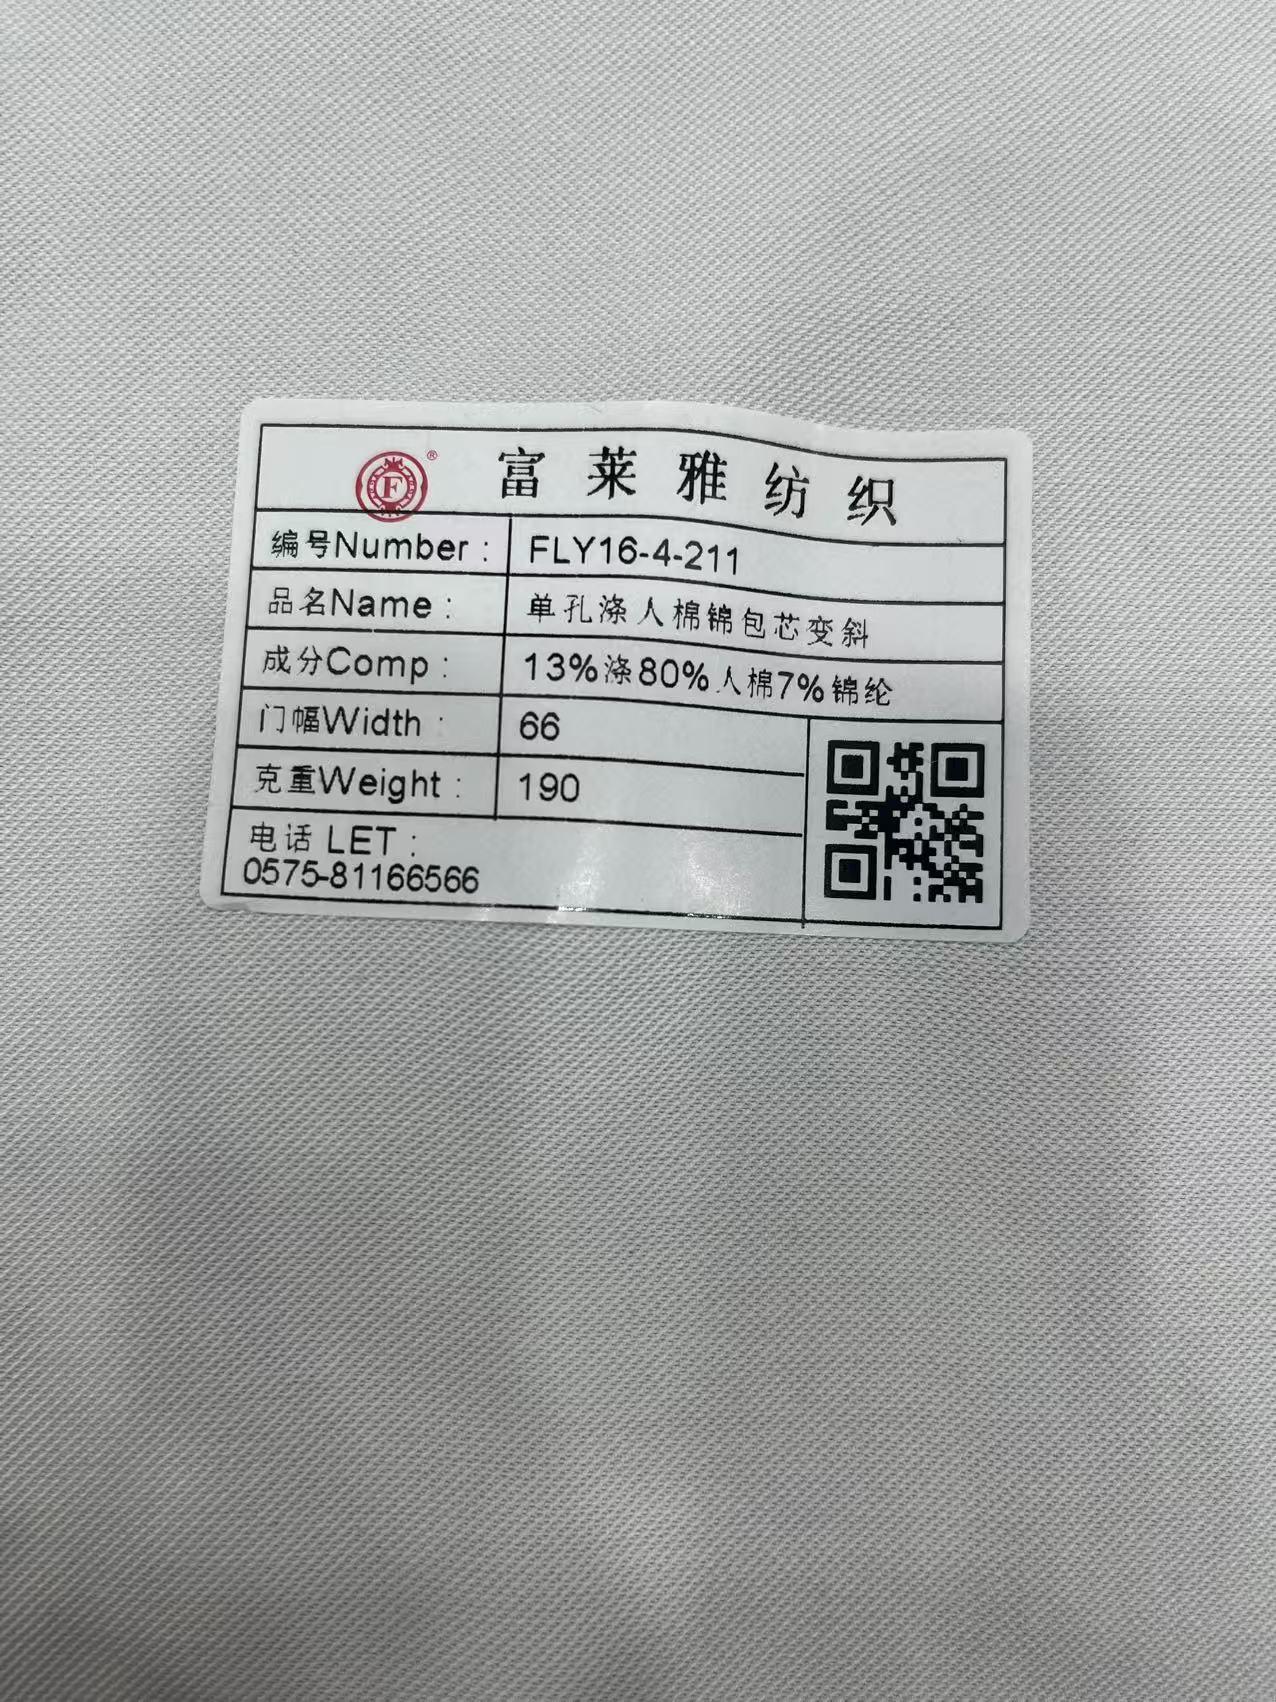 F ®
富莱雅纺织
编号Number： FLY16-4-211
品名Name： 单孔涤人棉锦包芯变斜
成分Comp： 13%涤80%人棉7%锦纶
门幅Width： 66
克重Weight： 190
电话 LET：
0575-81166566